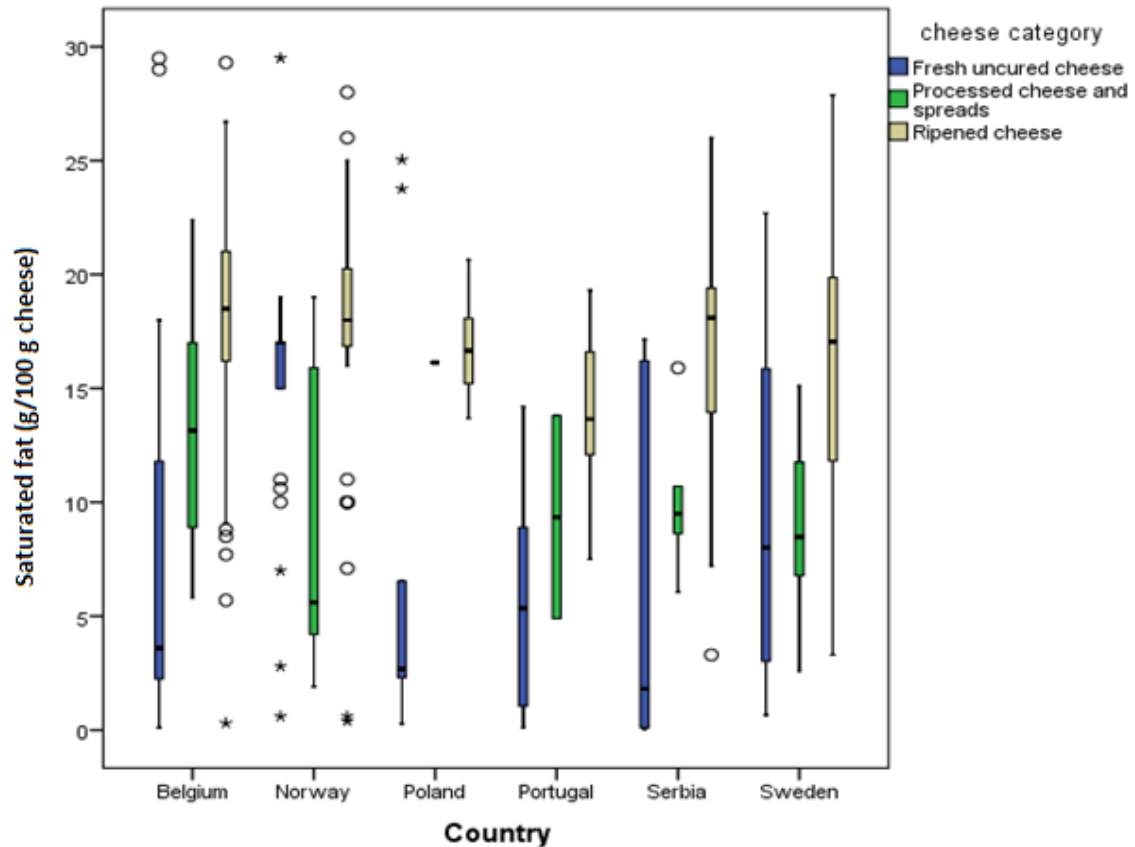 cheese category
Fresh uncured cheese
Processed cheese and
spreads
Ripened cheese
Saturated fat (g/100 g cheese)
30
25
20
15
10
5
0
Belgium Norway Poland Portugal Serbia Sweden
Country